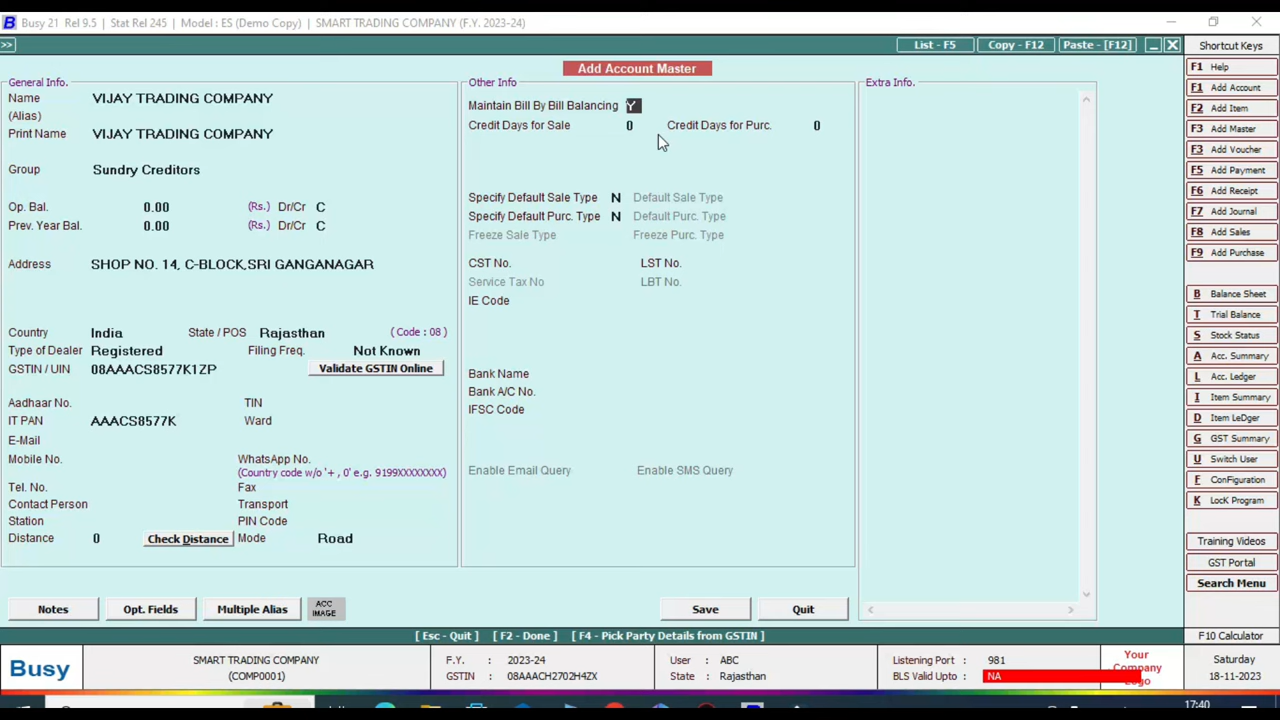 Busy 21 Rel 9.5 | Stat Rel 245 | Model : ES (Demo Copy) | SMART TRADING COMPANY (F.Y. 2023-24)
>> List - F5 Copy - F12 Paste - [F12] Shortcut Keys
Add Account Master
General Info.
Name VIJAY TRADING COMPANY
(Alias)
Print Name VIJAY TRADING COMPANY
Group Sundry Creditors
Op. Bal. 0.00 (Rs.) Dr/Cr C
Prev. Year Bal. 0.00 (Rs.) Dr/Cr C
Address SHOP NO. 14, C-BLOCK,SRI GANGANAGAR
Country India State / POS Rajasthan ( Code : 08 )
Type of Dealer Registered Filing Freq. Not Known
GSTIN / UIN 08AAACS8577K1ZP Validate GSTIN Online
Aadhaar No. TIN
IT PAN AAACS8577K Ward
E-Mail
Mobile No. WhatsApp No.
(Country code w/o '+ , 0' e.g. 9199XXXXXXXX)
Tel. No. Fax
Contact Person Transport
Station PIN Code
Distance 0 Check Distance Mode Road
Other Info
Maintain Bill By Bill Balancing Y
Credit Days for Sale 0 Credit Days for Purc. 0
Specify Default Sale Type N Default Sale Type
Specify Default Purc. Type N Default Purc. Type
Freeze Sale Type Freeze Purc. Type
CST No. LST No.
Service Tax No LBT No.
IE Code
Bank Name
Bank A/C No.
IFSC Code
Enable Email Query Enable SMS Query
Extra Info.
Notes Opt. Fields Multiple Alias ACC
IMAGE
Save Quit
[ Esc - Quit ] [ F2 - Done ] [ F4 - Pick Party Details from GSTIN ]
F1 Help
F1 Add Account
F2 Add Item
F3 Add Master
F3 Add Voucher
F5 Add Payment
F6 Add Receipt
F7 Add Journal
F8 Add Sales
F9 Add Purchase
B Balance Sheet
T Trial Balance
S Stock Status
A Acc. Summary
L Acc. Ledger
I Item Summary
D Item LeDger
G GST Summary
U Switch User
F ConFiguration
K LocK Program
Training Videos
GST Portal
Search Menu
F10 Calculator
Busy
SMART TRADING COMPANY
(COMP0001)
F.Y. : 2023-24
GSTIN : 08AAACH2702H4ZX
User : ABC
State : Rajasthan
Listening Port : 981
BLS Valid Upto : NA
Your
Company
Logo
Saturday
18-11-2023
17:40